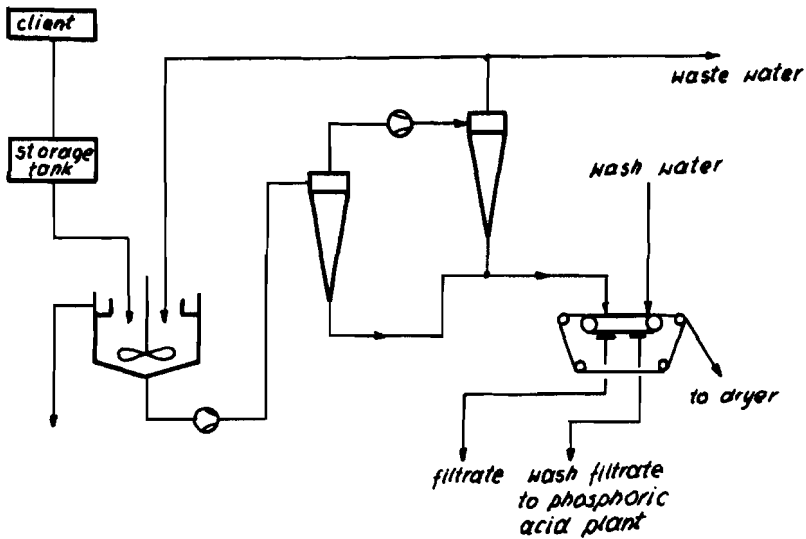 client
storage
tank
waste water
wash water
to dryer
filtrate
wash filtrate
to phosphoric
acid plant